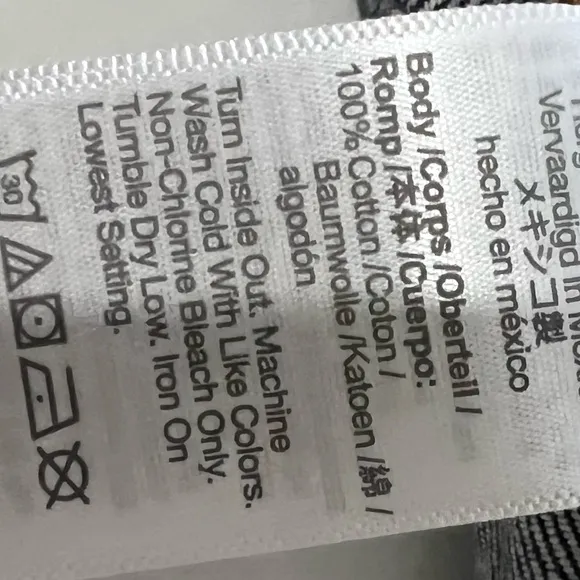 Vervaardigd in
メキシコ製
hecho en méxico
Body /Corps /Oberteil /
Romp /本体 /Cuerpo:
100% Cotton /Coton /
Baumwolle /Katoen /綿 /
algodón
Turn Inside Out. Machine
Wash Cold With Like Colors.
Non-Chlorine Bleach Only.
Tumble Dry Low. Iron On
Lowest Setting.
30